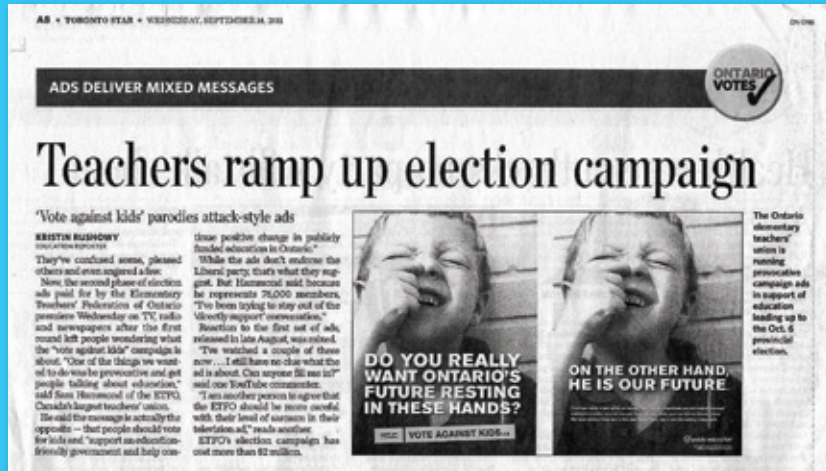 A8 ★ TORONTO STAR ★ WEDNESDAY, SEPTEMBER 14, 2011
ADS DELIVER MIXED MESSAGES
ONTARIO
VOTES
Teachers ramp up election campaign
‘Vote against kids’ parodies attack-style ads
KRISTIN RUSHOWY
EDUCATION REPORTER
They’ve confused some, pleased
others and even angered a few.
Now, the second phase of election
ads paid for by the Elementary
Teachers’ Federation of Ontario
premiere Wednesday on TV, radio
and newspapers after the first
round left people wondering what
the “vote against kids” campaign is
about. “One of the things we want-
ed to do was be provocative and get
people talking about education,”
said Sam Hammond of the ETFO,
Canada’s largest teachers’ union.
He said the message is actually the
opposite — that people should vote
for kids and “support an education-
friendly government and help con-
tinue positive change in publicly
funded education in Ontario.”
While the ads don’t endorse the
Liberal party, that’s what they sug-
gest. But Hammond said because
he represents 76,000 members,
“I’ve been trying to stay out of the
‘directly support’ conversation.”
Reaction to the first set of ads,
released in late August, was mixed.
“I’ve watched a couple of these
now . . . I still have no clue what the
ad is about. Can anyone fill me in?”
said one YouTube commenter.
“I am another person to agree that
the ETFO should be more careful
with their level of sarcasm in their
television ad,” reads another.
ETFO’s election campaign has
cost more than $2 million.
DO YOU REALLY
WANT ONTARIO’S
FUTURE RESTING
IN THESE HANDS?
VOTE AGAINST KIDS.ca
ON THE OTHER HAND,
HE IS OUR FUTURE
The Ontario
elementary
teachers’
union is
running
provocative
campaign ads
in support of
education
leading up to
the Oct. 6
provincial
election.